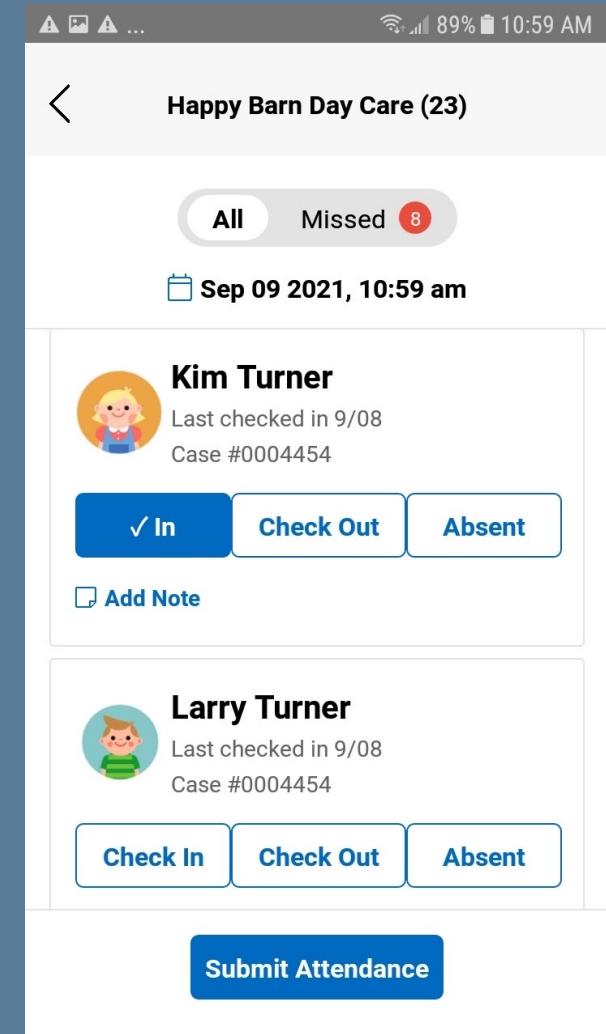 ... 89% 10:59 AM
Happy Barn Day Care (23)
All Missed 8
Sep 09 2021, 10:59 am
Kim Turner
Last checked in 9/08
Case #0004454
✓ In Check Out Absent
Add Note
Larry Turner
Last checked in 9/08
Case #0004454
Check In Check Out Absent
Submit Attendance